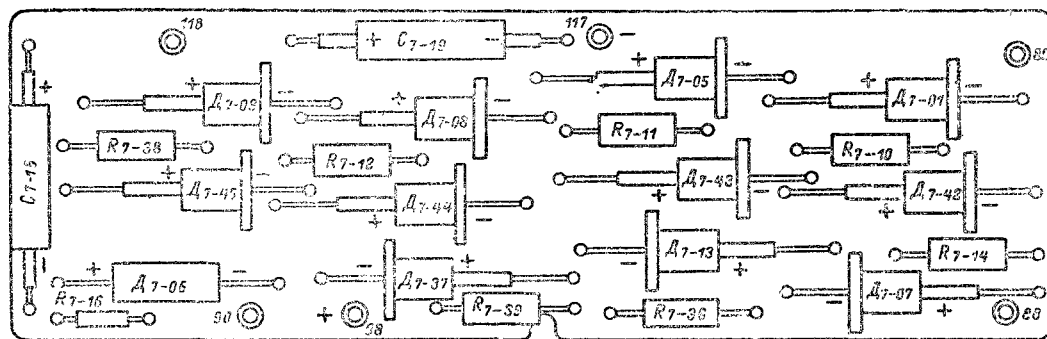 118
117
+ C7-19 -
-
+
C7-16
-
+ Д7-09 -
+ Д7-08 -
+ Д7-05 -
+ Д7-01 -
R7-38
R7-12
R7-11
R7-10
+ Д7-45 -
Д7-44
+ -
Д7-43
+ -
Д7-42
+ -
+ Д7-06 -
- Д7-37 +
Д7-13
- +
R7-14
R7-16
90
+
98
R7-39
R7-36
Д7-07
- +
88